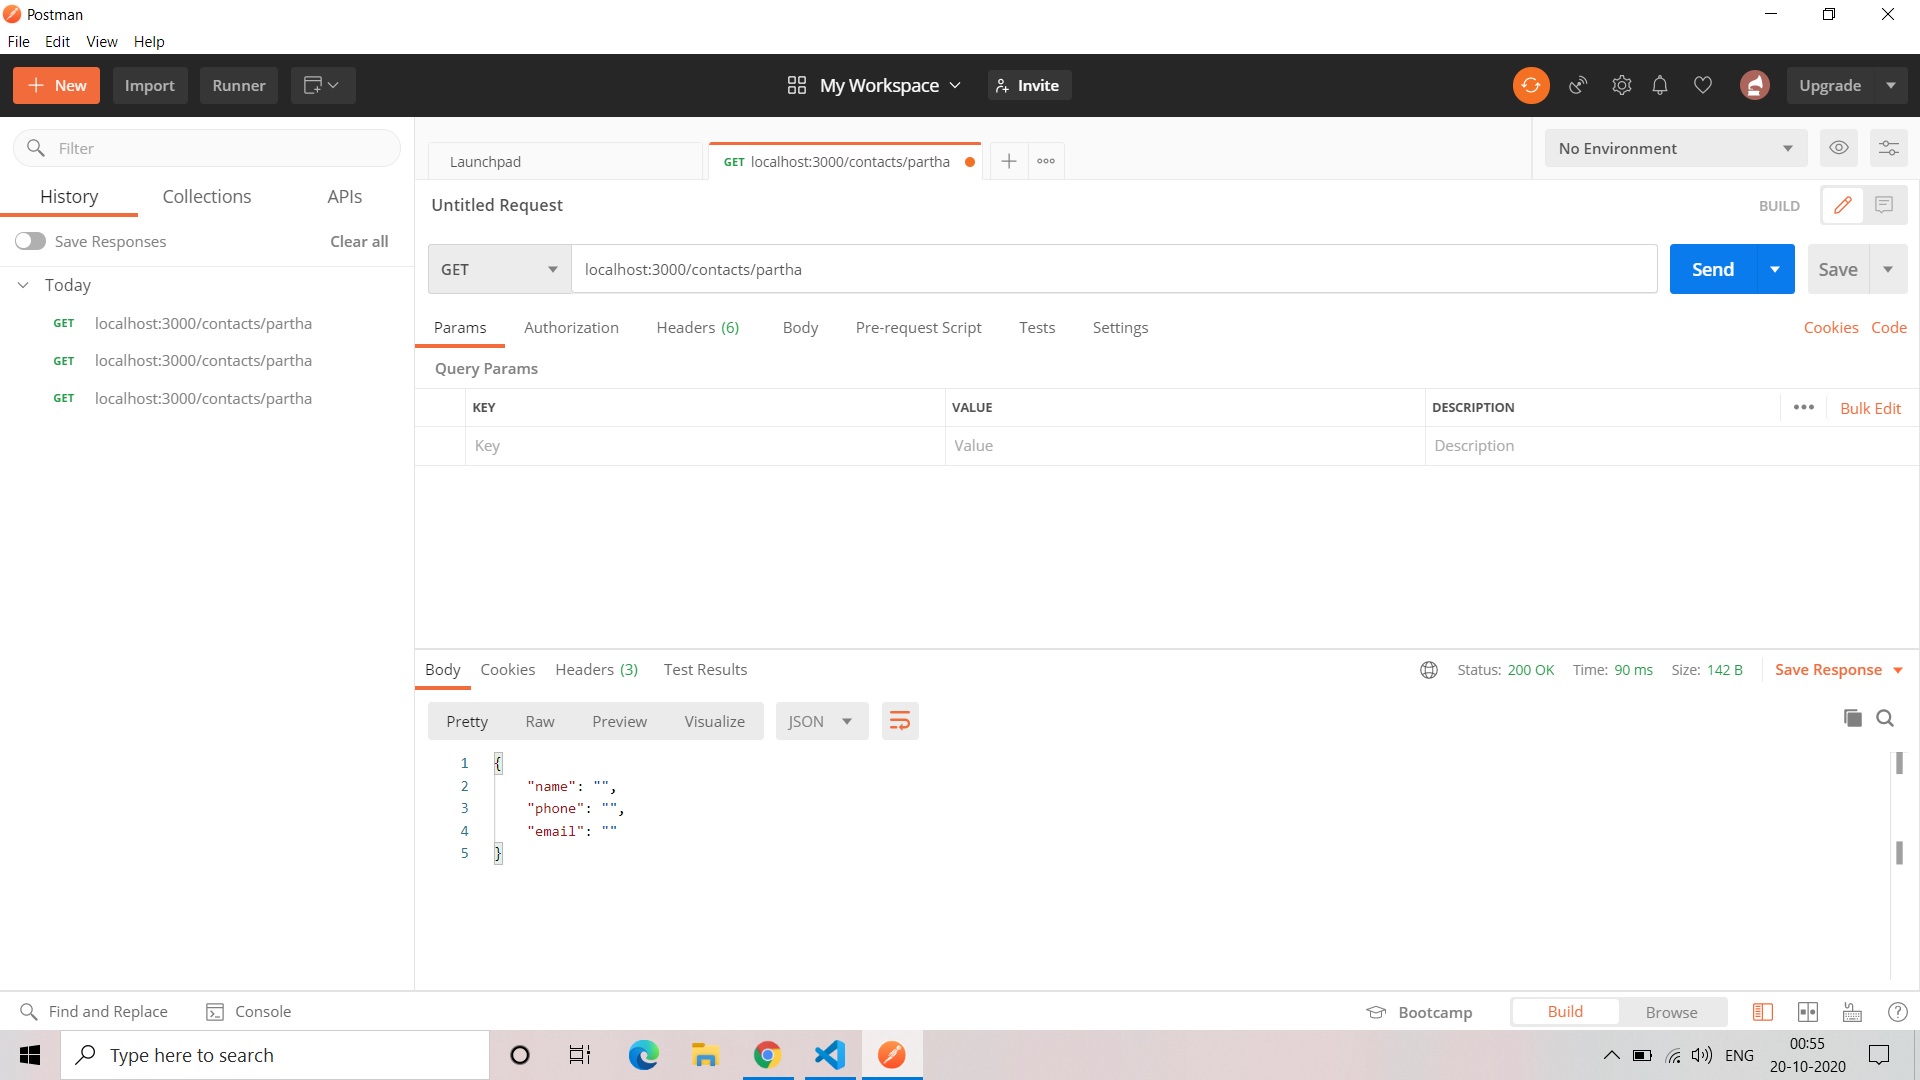 Postman
File Edit View Help
New Import Runner My Workspace Invite Upgrade
Filter
History Collections APIs
Save Responses Clear all
Today
GET localhost:3000/contacts/partha
GET localhost:3000/contacts/partha
GET localhost:3000/contacts/partha
Launchpad GET localhost:3000/contacts/partha No Environment
Untitled Request BUILD
GET localhost:3000/contacts/partha Send Save
Params Authorization Headers (6) Body Pre-request Script Tests Settings Cookies Code
Query Params
KEY VALUE DESCRIPTION Bulk Edit
Key Value Description
Body Cookies Headers (3) Test Results Status: 200 OK Time: 90 ms Size: 142 B Save Response
Pretty Raw Preview Visualize JSON
1 {
2 "name": "",
3 "phone": "",
4 "email": ""
5 }
Find and Replace Console Bootcamp Build Browse
Type here to search ENG 00:55
20-10-2020